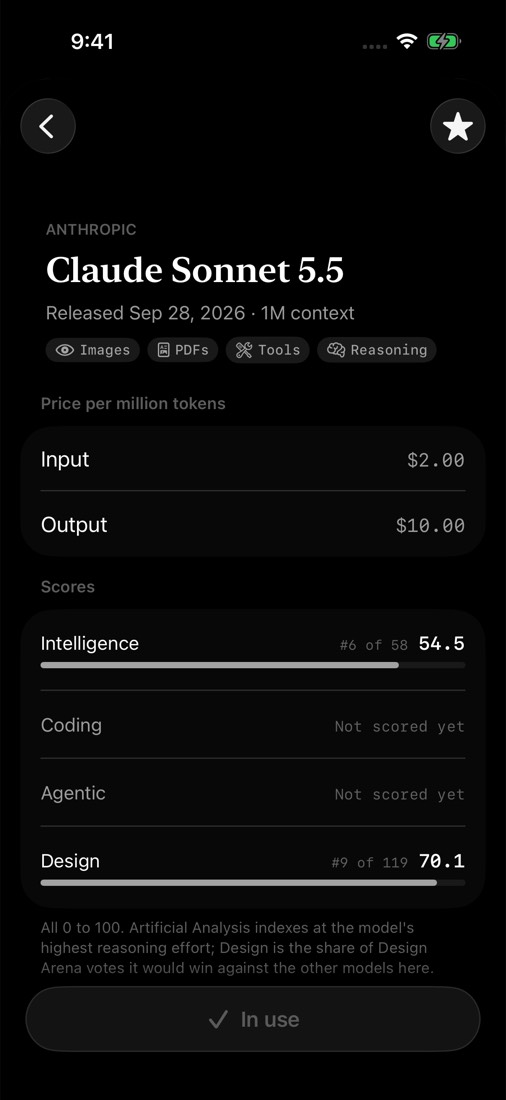 9:41
ANTHROPIC
Claude Sonnet 5.5
Released Sep 28, 2026 · 1M context
Images PDFs Tools Reasoning
Price per million tokens
Input $2.00
Output $10.00
Scores
Intelligence #6 of 58 54.5
Coding Not scored yet
Agentic Not scored yet
Design #9 of 119 70.1
All 0 to 100. Artificial Analysis indexes at the model's
highest reasoning effort; Design is the share of Design
Arena votes it would win against the other models here.
In use